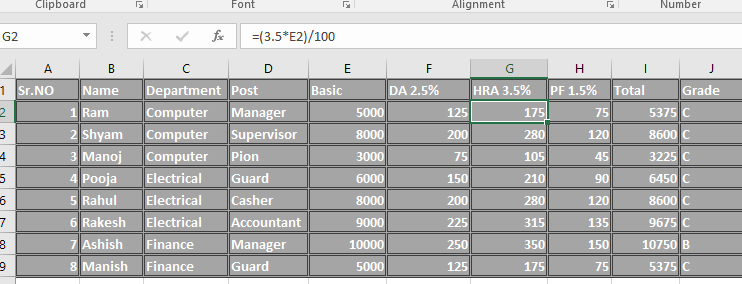 Clipboard Font Alignment Number
G2 =(3.5*E2)/100
A B C D E F G H I J
1 Sr.NO Name Department Post Basic DA 2.5% HRA 3.5% PF 1.5% Total Grade
2 1 Ram Computer Manager 5000 125 175 75 5375 C
3 2 Shyam Computer Supervisor 8000 200 280 120 8600 C
4 3 Manoj Computer Pion 3000 75 105 45 3225 C
5 4 Pooja Electrical Guard 6000 150 210 90 6450 C
6 5 Rahul Electrical Casher 8000 200 280 120 8600 C
7 6 Rakesh Electrical Accountant 9000 225 315 135 9675 C
8 7 Ashish Finance Manager 10000 250 350 150 10750 B
9 8 Manish Finance Guard 5000 125 175 75 5375 C